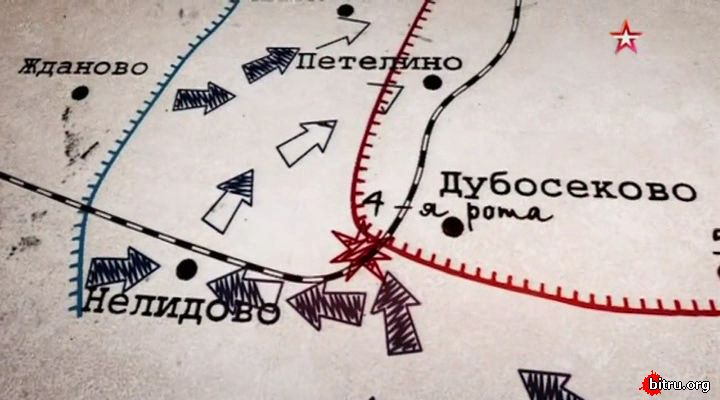 Жданово
Петелино
Дубосеково
4-я рота
Нелидово
bitru.org